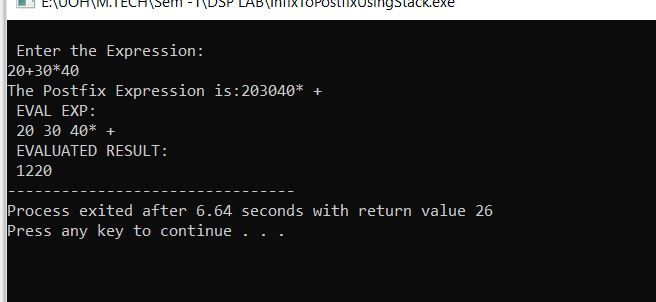 E:\UOH\M.TECH\Sem -1\DSP LAB\InfixToPostfixUsingStack.exe
Enter the Expression:
20+30*40
The Postfix Expression is:203040* +
EVAL EXP:
20 30 40* +
EVALUATED RESULT:
1220
--------------------------------
Process exited after 6.64 seconds with return value 26
Press any key to continue . . .